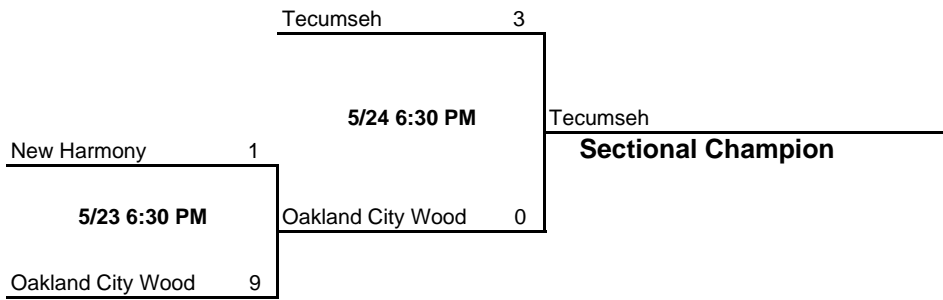 Tecumseh 3
5/24 6:30 PM
Tecumseh
New Harmony 1
Sectional Champion
5/23 6:30 PM
Oakland City Wood 0
Oakland City Wood 9